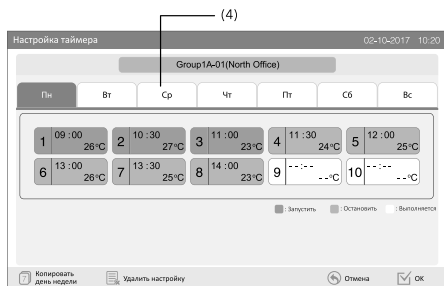 (4)
Настройка таймера 02-10-2017 10:20
Group1A-01(North Office)
Пн Вт Ср Чт Пт Сб Вс
1 09:00 26°C 2 10:30 27°C 3 11:00 23°C 4 11:30 24°C 5 12:00 25°C
6 13:00 26°C 7 13:30 25°C 8 14:00 23°C 9 --:-- --°C 10 --:-- --°C
: Запустить : Остановить : Выполняется
7 Копировать день недели Удалить настройку Отмена ОК